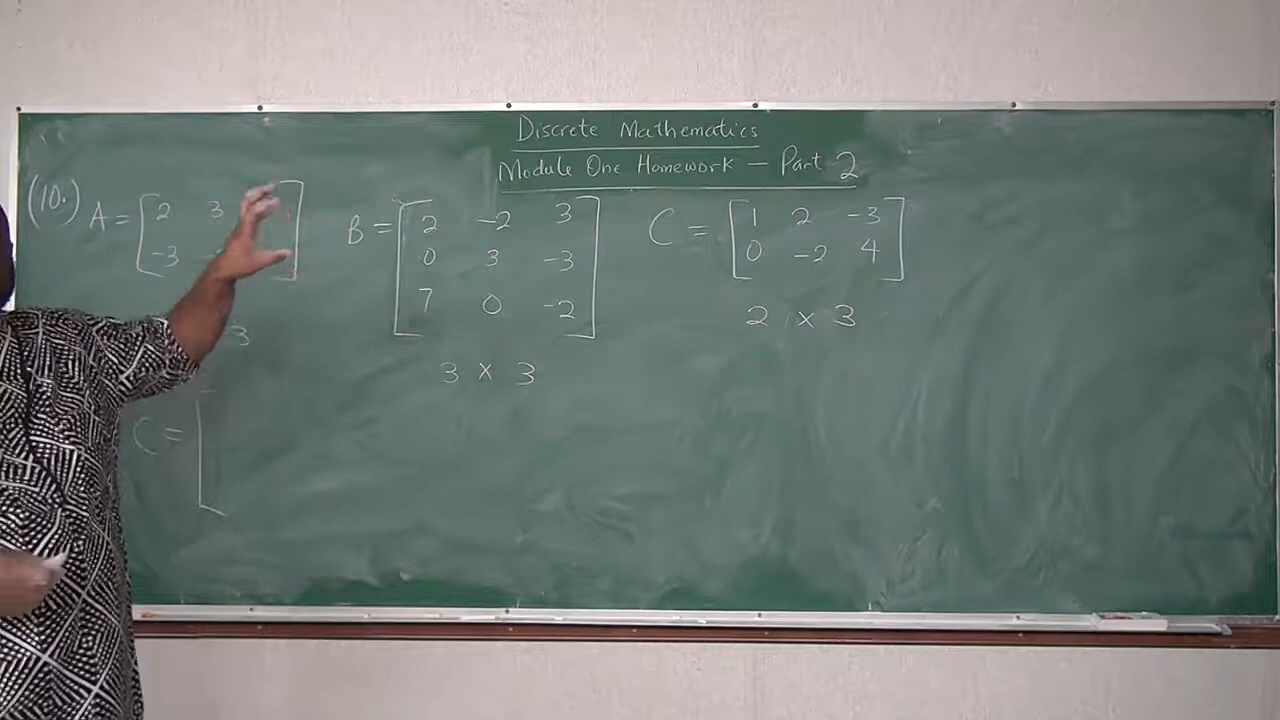 Discrete Mathematics
Module One Homework — Part 2
(10.) A = [ 2 3
-3
3
B = [ 2 -2 3 ]
0 3 -3
7 0 -2
3 x 3
C = [ 1 2 -3 ]
0 -2 4
2 x 3
C = [